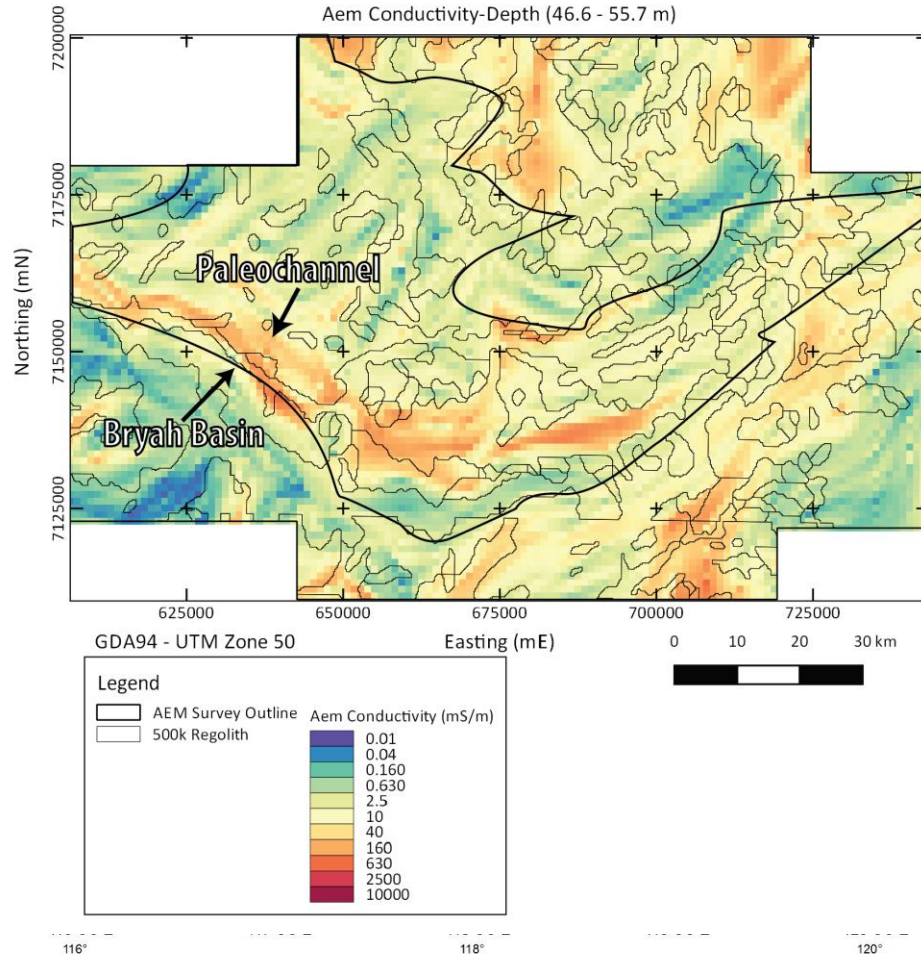 Aem Conductivity-Depth (46.6 - 55.7 m)
7200000
7175000
7150000
7125000
Northing (mN)
Paleochannel
Bryah Basin
625000 650000 675000 700000 725000
GDA94 - UTM Zone 50 Easting (mE)
0 10 20 30 km
Legend
AEM Survey Outline
500k Regolith
Aem Conductivity (mS/m)
0.01
0.04
0.160
0.630
2.5
10
40
160
630
2500
10000
116° 118° 120°